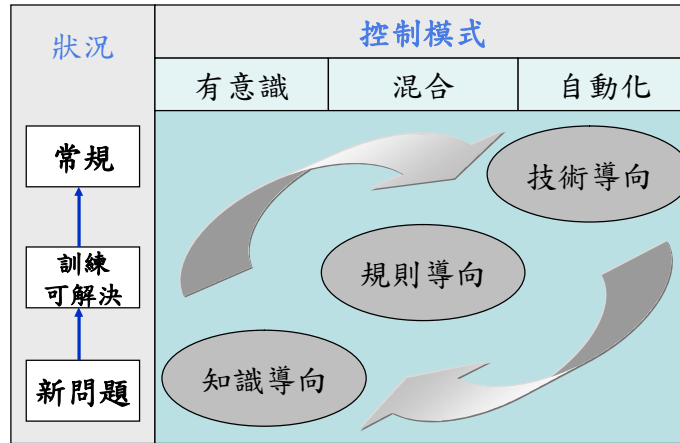 狀況
控制模式
有意識
混合
自動化
常規
技術導向
訓練
可解決
規則導向
新問題
知識導向